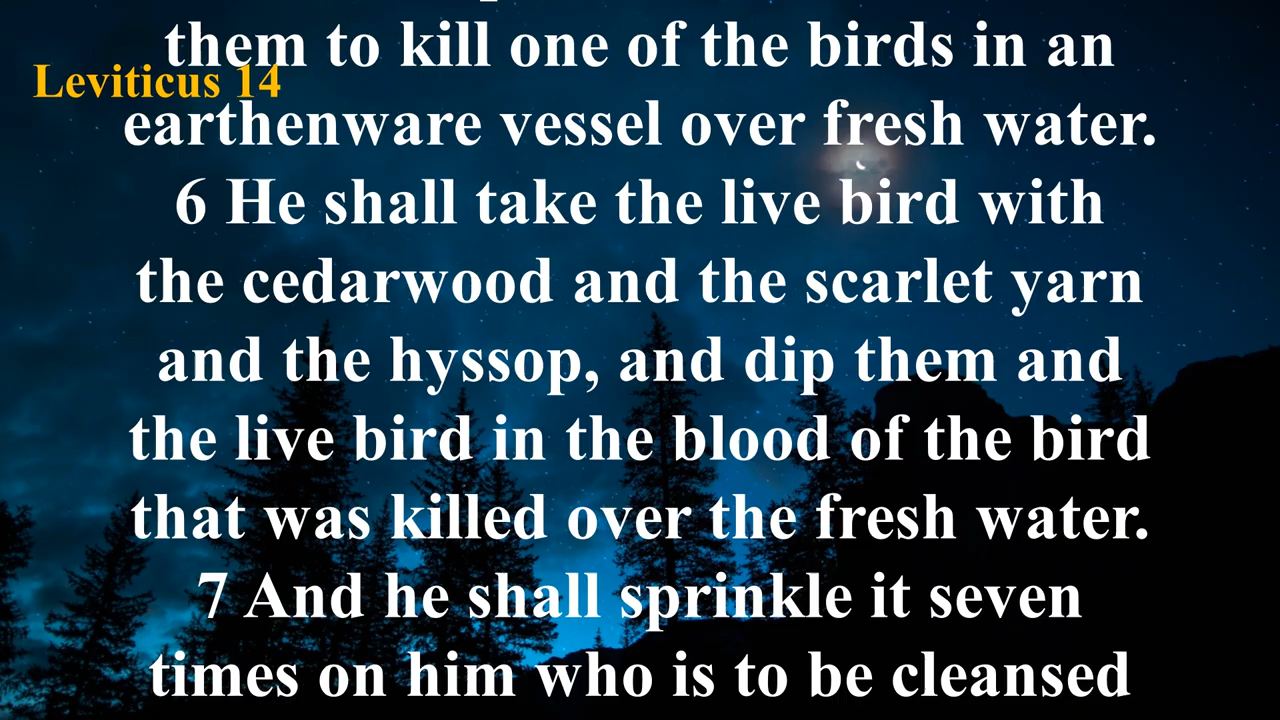 them to kill one of the birds in an
Leviticus 14
earthenware vessel over fresh water.
6 He shall take the live bird with
the cedarwood and the scarlet yarn
and the hyssop, and dip them and
the live bird in the blood of the bird
that was killed over the fresh water.
7 And he shall sprinkle it seven
times on him who is to be cleansed